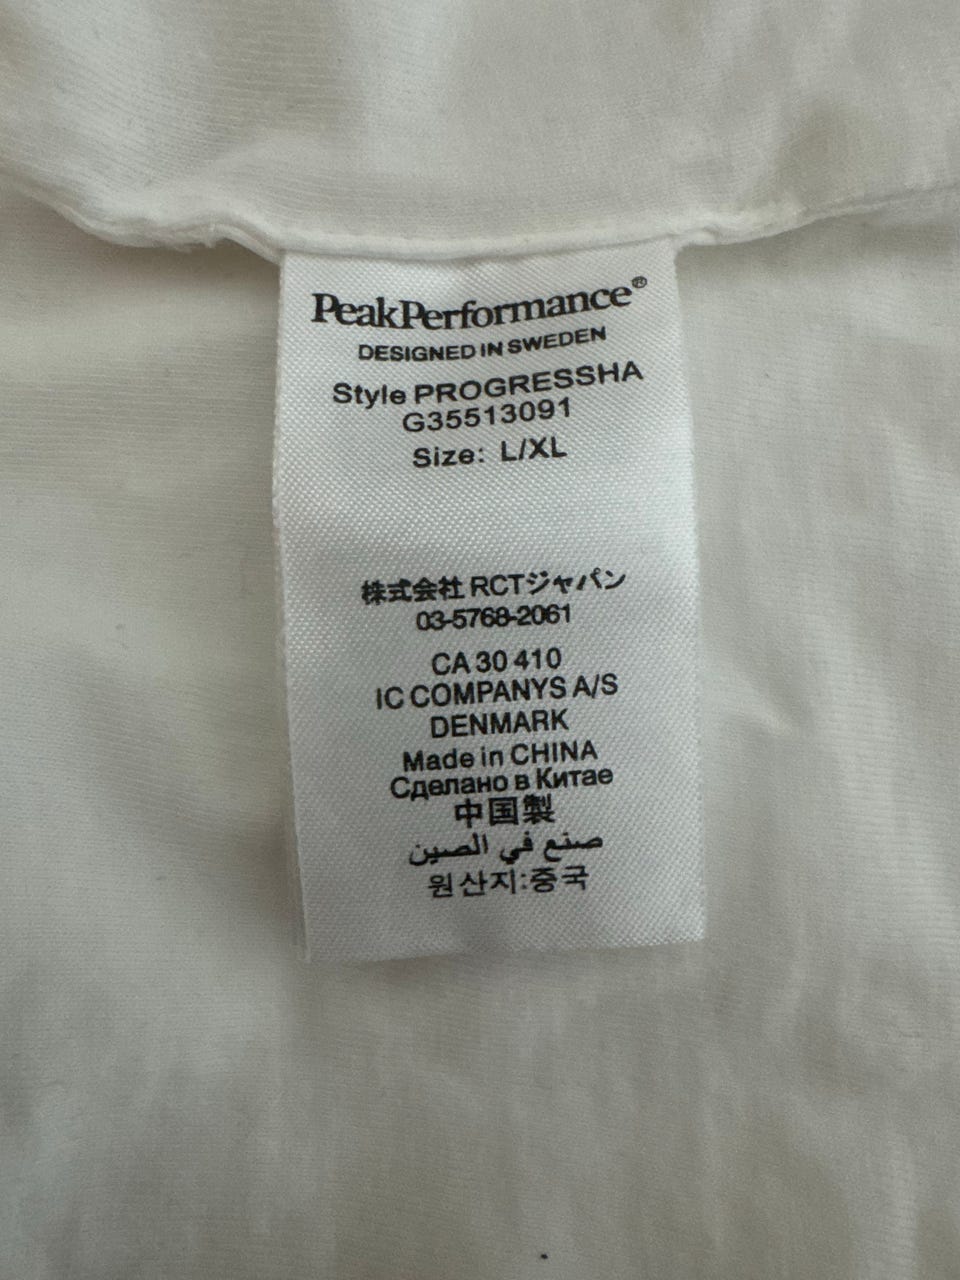 PeakPerformance®
DESIGNED IN SWEDEN
Style PROGRESSHA
G35513091
Size: L/XL
株式会社 RCTジャパン
03-5768-2061
CA 30 410
IC COMPANYS A/S
DENMARK
Made in CHINA
Сделано в Китае
中国製
صنع في الصين
원산지:중국